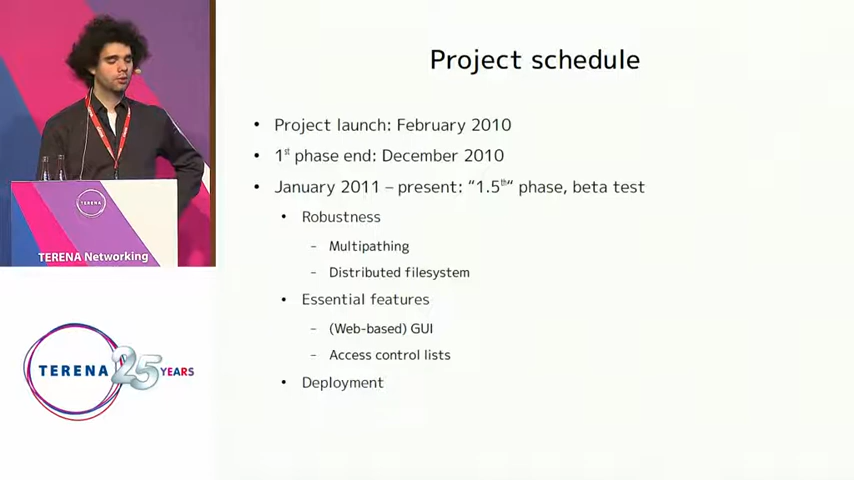 Project schedule
• Project launch: February 2010
• 1st phase end: December 2010
• January 2011 – present: "1.5th" phase, beta test
• Robustness
– Multipathing
– Distributed filesystem
• Essential features
– (Web-based) GUI
– Access control lists
• Deployment
TERENA
TERENA Networking
TERENA 25 YEARS